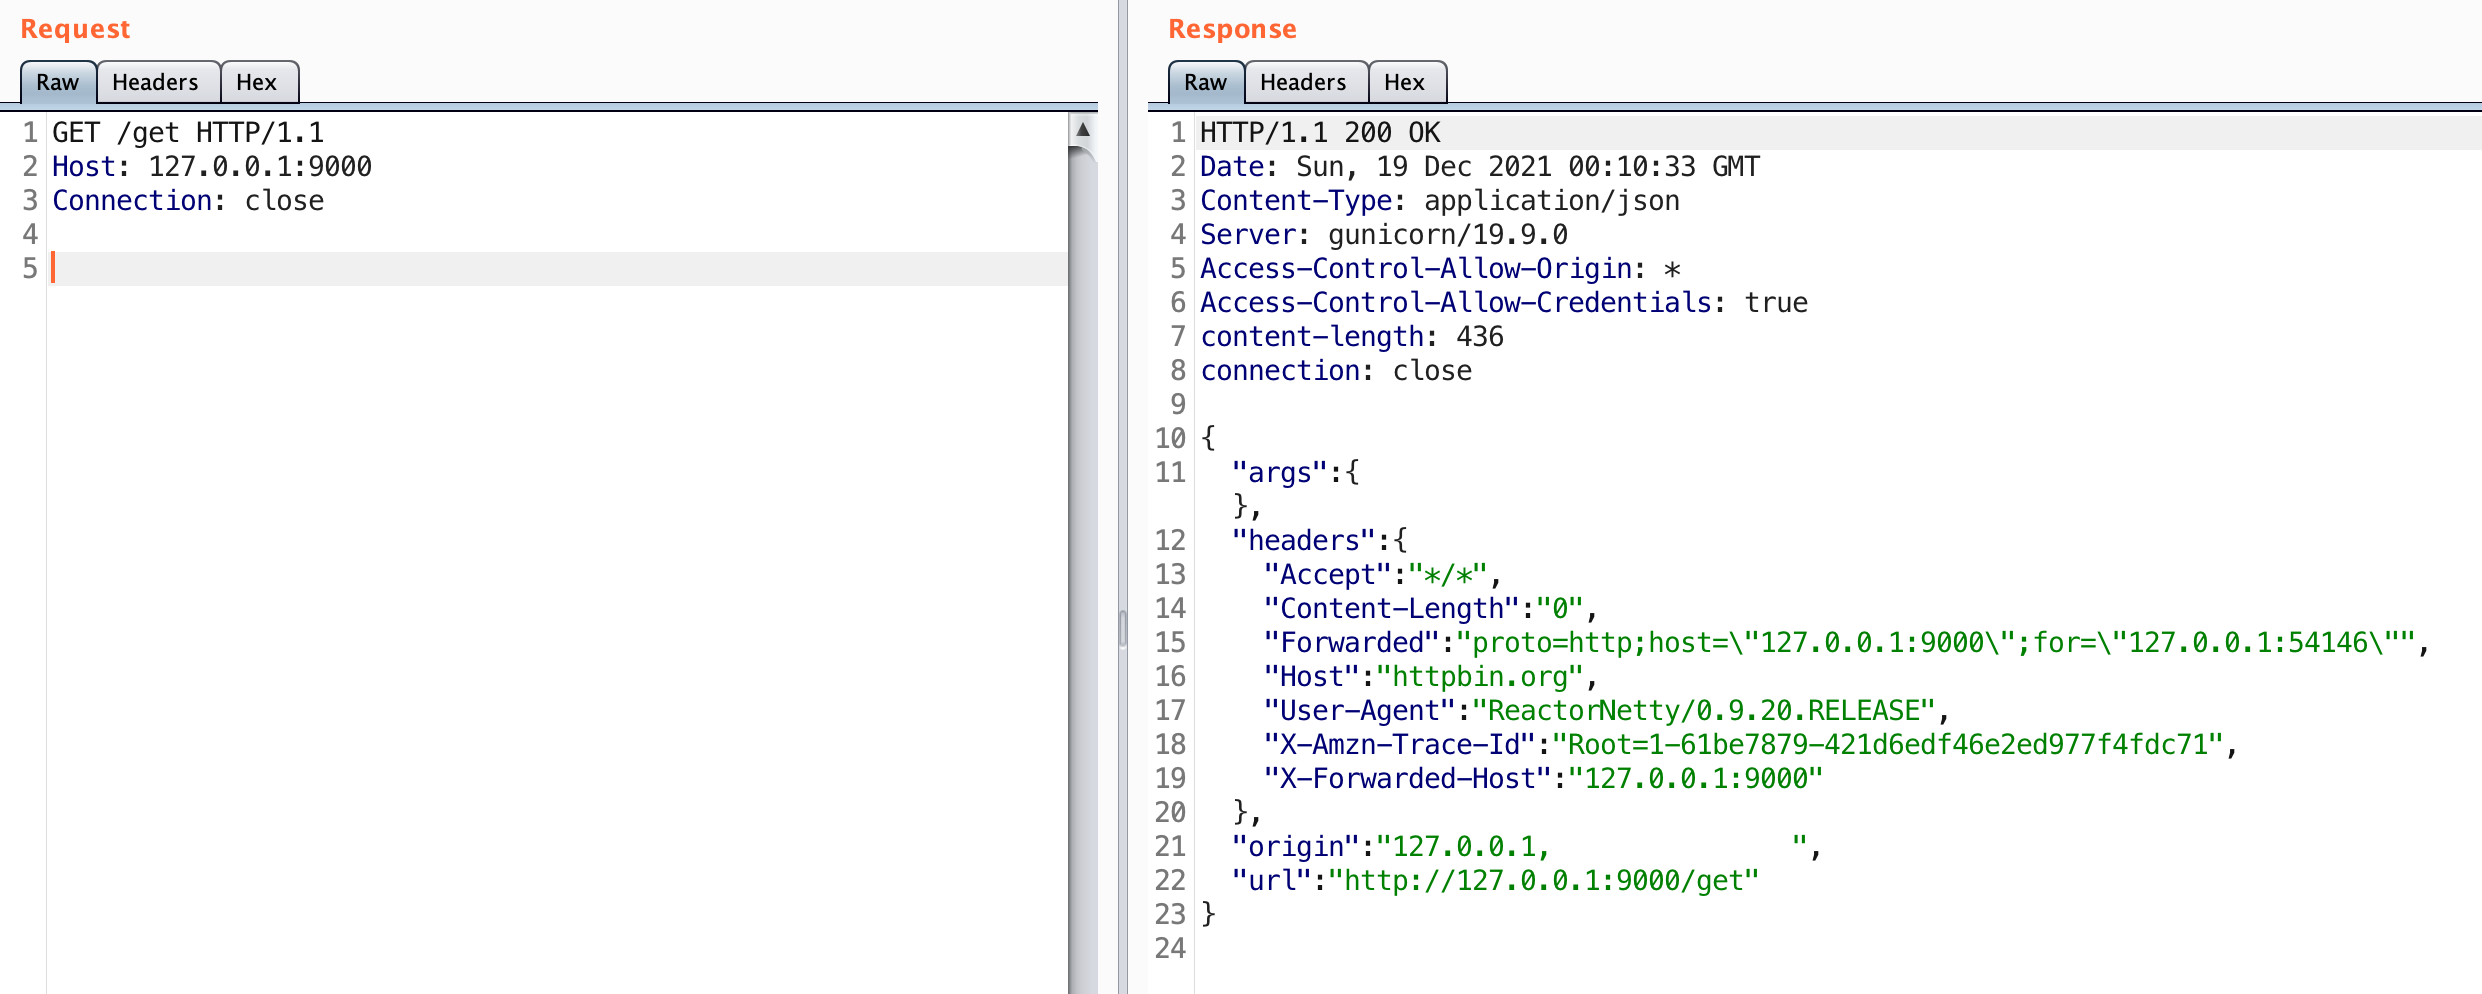 Request
Raw Headers Hex
1 GET /get HTTP/1.1
2 Host: 127.0.0.1:9000
3 Connection: close
4
5
Response
Raw Headers Hex
1 HTTP/1.1 200 OK
2 Date: Sun, 19 Dec 2021 00:10:33 GMT
3 Content-Type: application/json
4 Server: gunicorn/19.9.0
5 Access-Control-Allow-Origin: *
6 Access-Control-Allow-Credentials: true
7 content-length: 436
8 connection: close
9
10 {
11 "args":{
},
12 "headers":{
13 "Accept":"*/*",
14 "Content-Length":"0",
15 "Forwarded":"proto=http;host=\"127.0.0.1:9000\";for=\"127.0.0.1:54146\"",
16 "Host":"httpbin.org",
17 "User-Agent":"ReactorNetty/0.9.20.RELEASE",
18 "X-Amzn-Trace-Id":"Root=1-61be7879-421d6edf46e2ed977f4fdc71",
19 "X-Forwarded-Host":"127.0.0.1:9000"
20 },
21 "origin":"127.0.0.1, ",
22 "url":"http://127.0.0.1:9000/get"
23 }
24